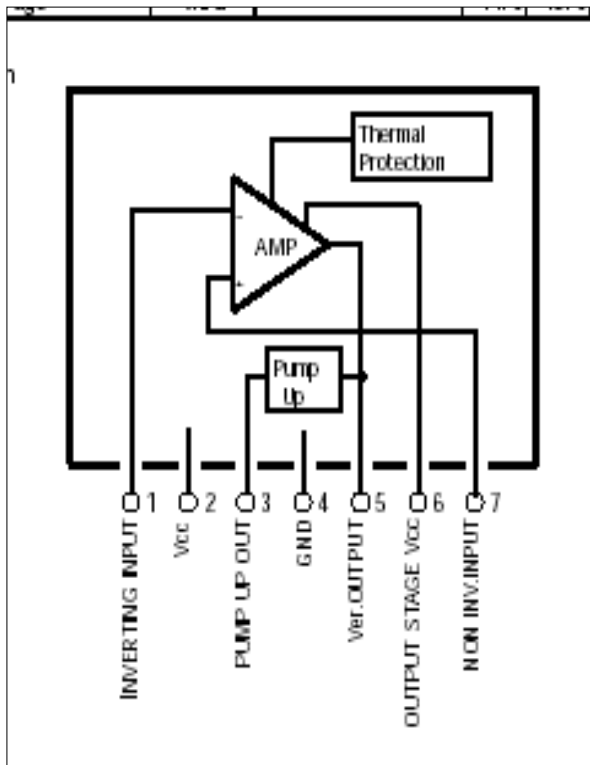 Thermal
Protection
-
AMP
+
Pump
Up
1 2 3 4 5 6 7
INVERTING INPUT
Vcc
PUMP UP OUT
GND
Ver.OUTPUT
OUTPUT STAGE Vcc
NON INV.INPUT